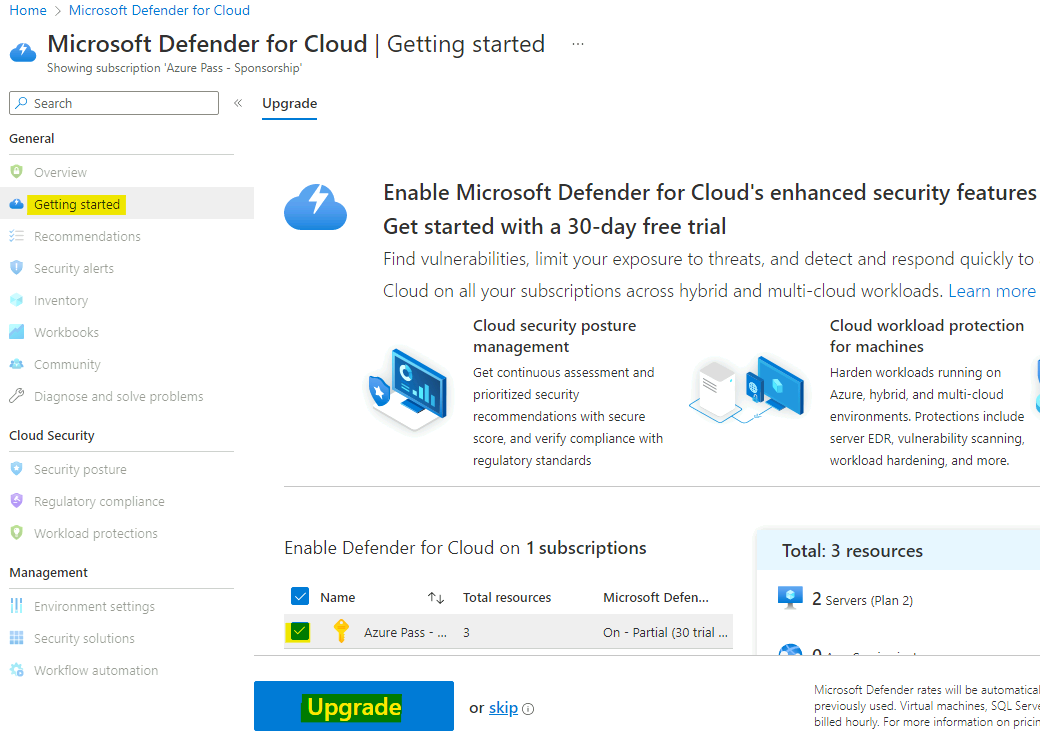 Home > Microsoft Defender for Cloud
Microsoft Defender for Cloud | Getting started ...
Showing subscription 'Azure Pass - Sponsorship'
Search
«
Upgrade
General
Overview
Getting started
Recommendations
Security alerts
Inventory
Workbooks
Community
Diagnose and solve problems
Cloud Security
Security posture
Regulatory compliance
Workload protections
Management
Environment settings
Security solutions
Workflow automation
Enable Microsoft Defender for Cloud's enhanced security features
Get started with a 30-day free trial
Find vulnerabilities, limit your exposure to threats, and detect and respond quickly to
Cloud on all your subscriptions across hybrid and multi-cloud workloads. Learn more
Cloud security posture
management
Get continuous assessment and
prioritized security
recommendations with secure
score, and verify compliance with
regulatory standards
Cloud workload protection
for machines
Harden workloads running on
Azure, hybrid, and multi-cloud
environments. Protections include
server EDR, vulnerability scanning,
workload hardening, and more.
Enable Defender for Cloud on 1 subscriptions
Name Total resources Microsoft Defen...
Azure Pass - ... 3 On - Partial (30 trial ...
Total: 3 resources
2 Servers (Plan 2)
Upgrade
or skip
Microsoft Defender rates will be
previously used. Virtual machines, SQL
billed hourly. For more information on